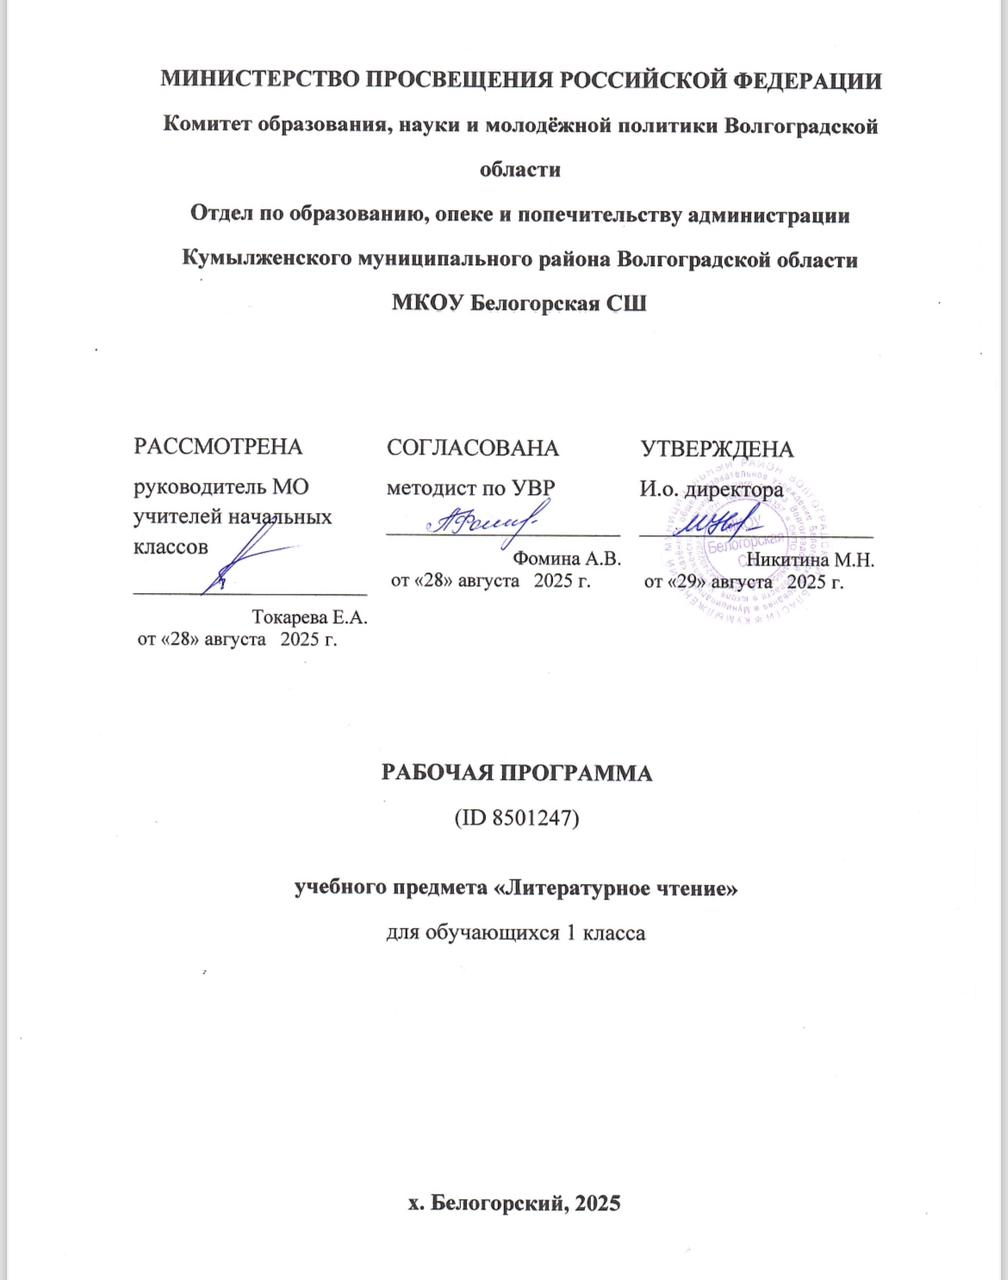 МИНИСТЕРСТВО ПРОСВЕЩЕНИЯ РОССИЙСКОЙ ФЕДЕРАЦИИ
Комитет образования, науки и молодёжной политики Волгоградской
области
Отдел по образованию, опеке и попечительству администрации
Кумылженского муниципального района Волгоградской области
МКОУ Белогорская СШ
РАССМОТРЕНА
руководитель МО
учителей начальных
классов
Токарева Е.А.
от «28» августа 2025 г.
СОГЛАСОВАНА
методист по УВР
Фомина А.В.
от «28» августа 2025 г.
УТВЕРЖДЕНА
И.о. директора
Белогорская
Никитина М.Н.
от «29» августа 2025 г.
РАБОЧАЯ ПРОГРАММА
(ID 8501247)
учебного предмета «Литературное чтение»
для обучающихся 1 класса
х. Белогорский, 2025